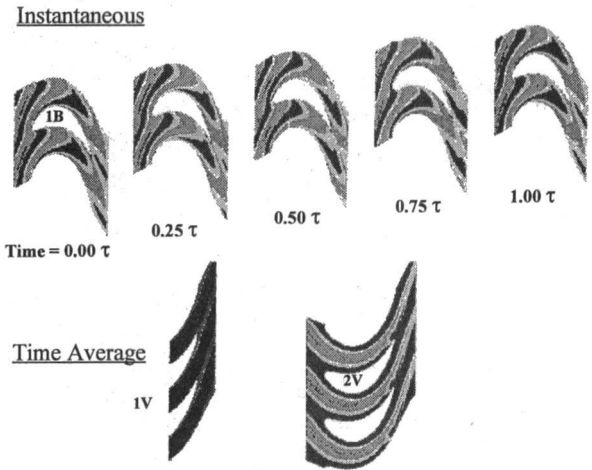 Instantaneous
1B
Time = 0.00 τ
0.25 τ
0.50 τ
0.75 τ
1.00 τ
Time Average
1V
2V